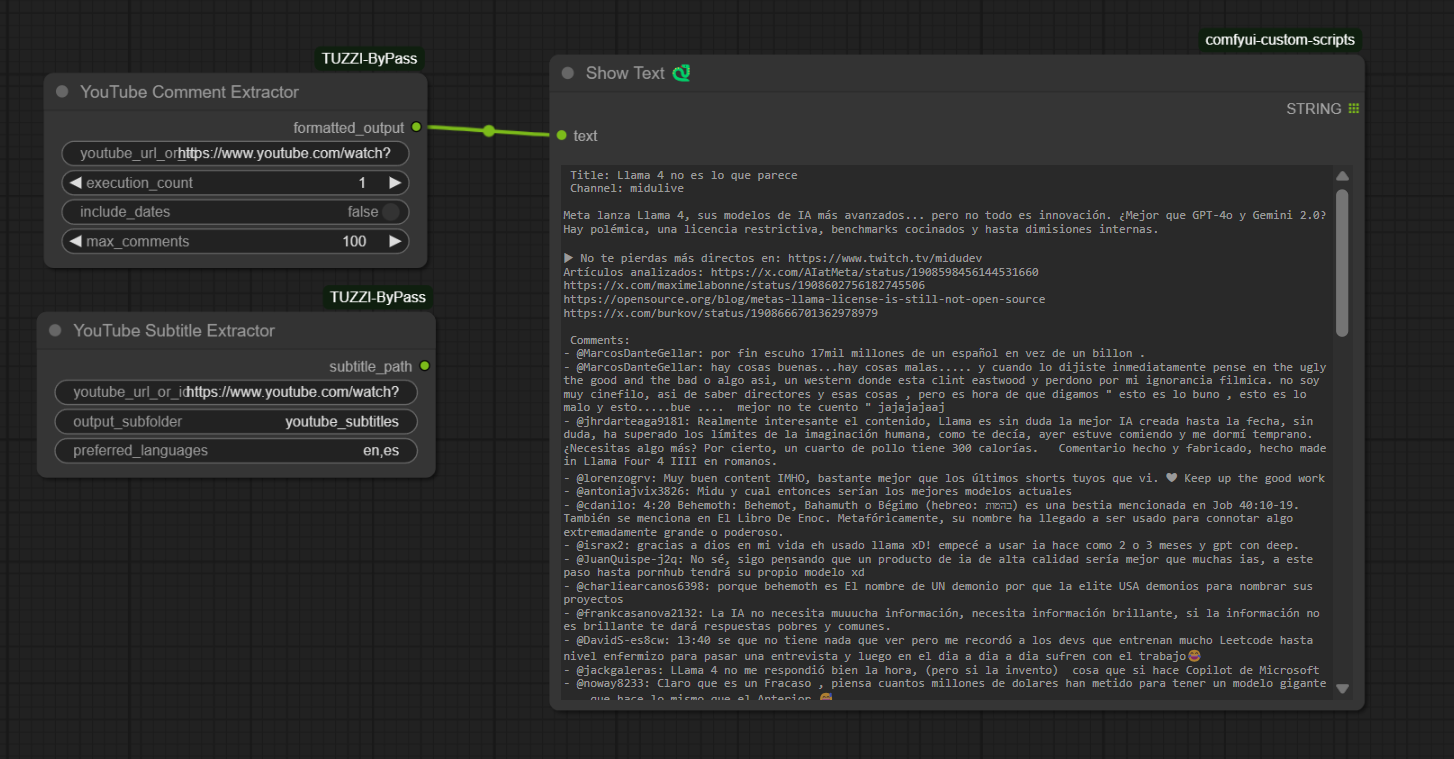 TUZZI-ByPass
YouTube Comment Extractor
formatted_output
youtube_url_or_ https://www.youtube.com/watch?
execution_count 1
include_dates false
max_comments 100
TUZZI-ByPass
YouTube Subtitle Extractor
subtitle_path
youtube_url_or_id https://www.youtube.com/watch?
output_subfolder youtube_subtitles
preferred_languages en,es
comfyui-custom-scripts
Show Text
STRING
text
Title: Llama 4 no es lo que parece
Channel: midulive
Meta lanza Llama 4, sus modelos de IA más avanzados... pero no todo es innovación. ¿Mejor que GPT-4o y Gemini 2.0?
Hay polémica, una licencia restrictiva, benchmarks cocinados y hasta dimisiones internas.
▶ No te pierdas más directos en: https://www.twitch.tv/midudev
Artículos analizados: https://x.com/AIatMeta/status/1908598456144531660
https://x.com/maximelabonne/status/1908602756182745506
https://opensource.org/blog/metas-llama-license-is-still-not-open-source
https://x.com/burkov/status/1908666701362978979
Comments:
- @MarcosDanteGellar: por fin escuho 17mil millones de un español en vez de un billon .
- @MarcosDanteGellar: hay cosas buenas...hay cosas malas..... y cuando lo dijiste inmediatamente pense en the ugly
the good and the bad o algo asi, un western donde esta clint eastwood y perdono por mi ignorancia filmica. no soy
muy cinefilo, asi de saber directores y esas cosas , pero es hora de que digamos " esto es lo buno , esto es lo
malo y esto.....bue .... mejor no te cuento " jajajajaaj
- @jhrdarteaga9181: Realmente interesante el contenido, Llama es sin duda la mejor IA creada hasta la fecha, sin
duda, ha superado los límites de la imaginación humana, como te decía, ayer estuve comiendo y me dormí temprano.
¿Necesitas algo más? Por cierto, un cuarto de pollo tiene 300 calorías. Comentario hecho y fabricado, hecho made
in Llama Four 4 IIII en romanos.
- @lorenzogrv: Muy buen content IMHO, bastante mejor que los últimos shorts tuyos que vi. ♥ Keep up the good work
- @antoniajvix3826: Midu y cual entonces serían los mejores modelos actuales
- @cdanilo: 4:20 Behemoth: Behemot, Bahamuth o Bégimo (hebreo: בהמות) es una bestia mencionada en Job 40:10-19.
También se menciona en El Libro De Enoc. Metafóricamente, su nombre ha llegado a ser usado para connotar algo
extremadamente grande o poderoso.
- @israx2: gracias a dios en mi vida eh usado llama xD! empecé a usar ia hace como 2 o 3 meses y gpt con deep.
- @JuanQuispe-j2q: No sé, sigo pensando que un producto de ia de alta calidad sería mejor que muchas ias, a este
paso hasta pornhub tendrá su propio modelo xd
- @charliearcanos6398: porque behemoth es El nombre de UN demonio por que la elite USA demonios para nombrar sus
proyectos
- @frankcasanova2132: La IA no necesita muuucha información, necesita información brillante, si la información no
es brillante te dará respuestas pobres y comunes.
- @DavidS-es8cw: 13:40 se que no tiene nada que ver pero me recordó a los devs que entrenan mucho Leetcode hasta
nivel enfermizo para pasar una entrevista y luego en el dia a dia a dia sufren con el trabajo😅
- @jackgaleras: LLama 4 no me respondió bien la hora, (pero si la invento) cosa que si hace Copilot de Microsoft
- @noway8233: Claro que es un Fracaso , piensa cuantos millones de dolares han metido para tener un modelo gigante
que hace lo mismo que el Anterior